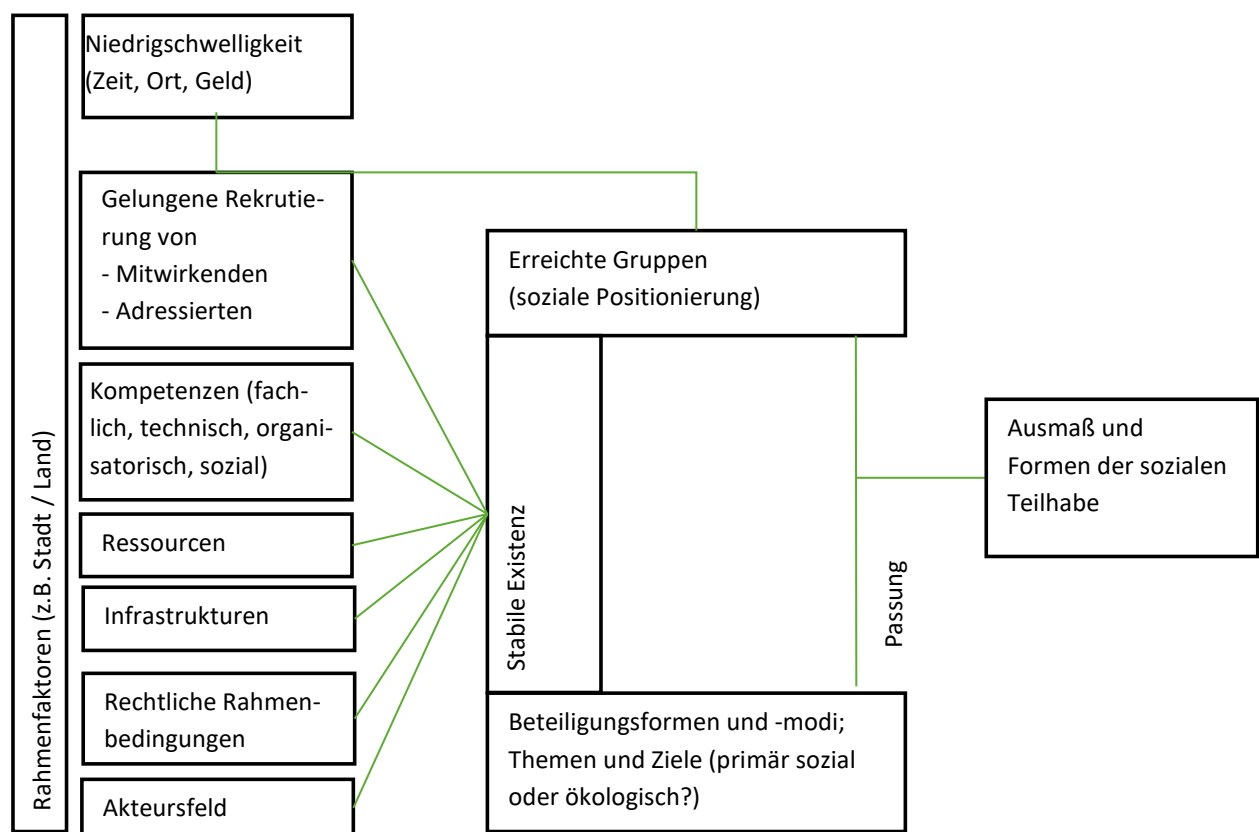 Rahmenfaktoren (z.B. Stadt / Land)
Niedrigschwelligkeit
(Zeit, Ort, Geld)
Gelungene Rekrutie-
rung von
- Mitwirkenden
- Adressierten
Kompetenzen (fach-
lich, technisch, organi-
satorisch, sozial)
Ressourcen
Infrastrukturen
Rechtliche Rahmen-
bedingungen
Akteursfeld
Erreichte Gruppen
(soziale Positionierung)
Stabile Existenz
Passung
Beteiligungsformen und -modi;
Themen und Ziele (primär sozial
oder ökologisch?)
Ausmaß und
Formen der sozialen
Teilhabe